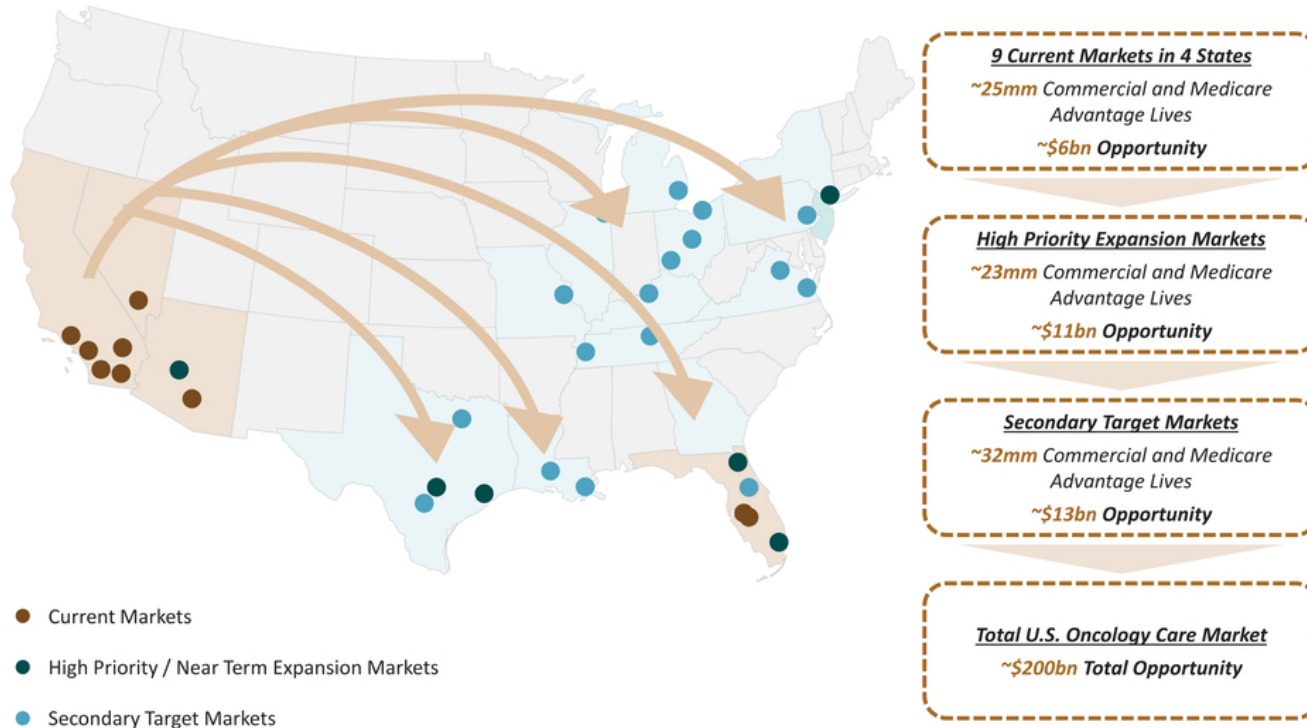 9 Current Markets in 4 States
~25mm Commercial and Medicare
Advantage Lives
~$6bn Opportunity
High Priority Expansion Markets
~23mm Commercial and Medicare
Advantage Lives
~$11bn Opportunity
Secondary Target Markets
~32mm Commercial and Medicare
Advantage Lives
~$13bn Opportunity
Total U.S. Oncology Care Market
~$200bn Total Opportunity
Current Markets
High Priority / Near Term Expansion Markets
Secondary Target Markets